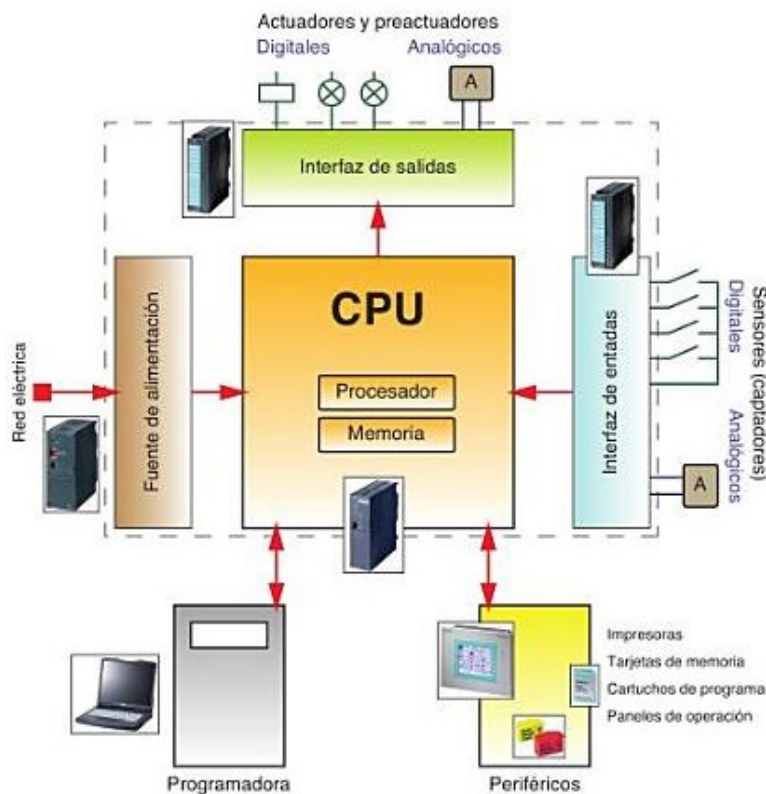 Actuadores y preactuadores
Digitales
Analógicos
A
Interfaz de salidas
Red eléctrica
Fuente de alimentación
CPU
Procesador
Memoria
Interfaz de entadas
Digitales
Analógicos
Sensores (captadores)
A
Impresoras
Tarjetas de memoria
Cartuchos de programa
Paneles de operación
Programadora
Periféricos